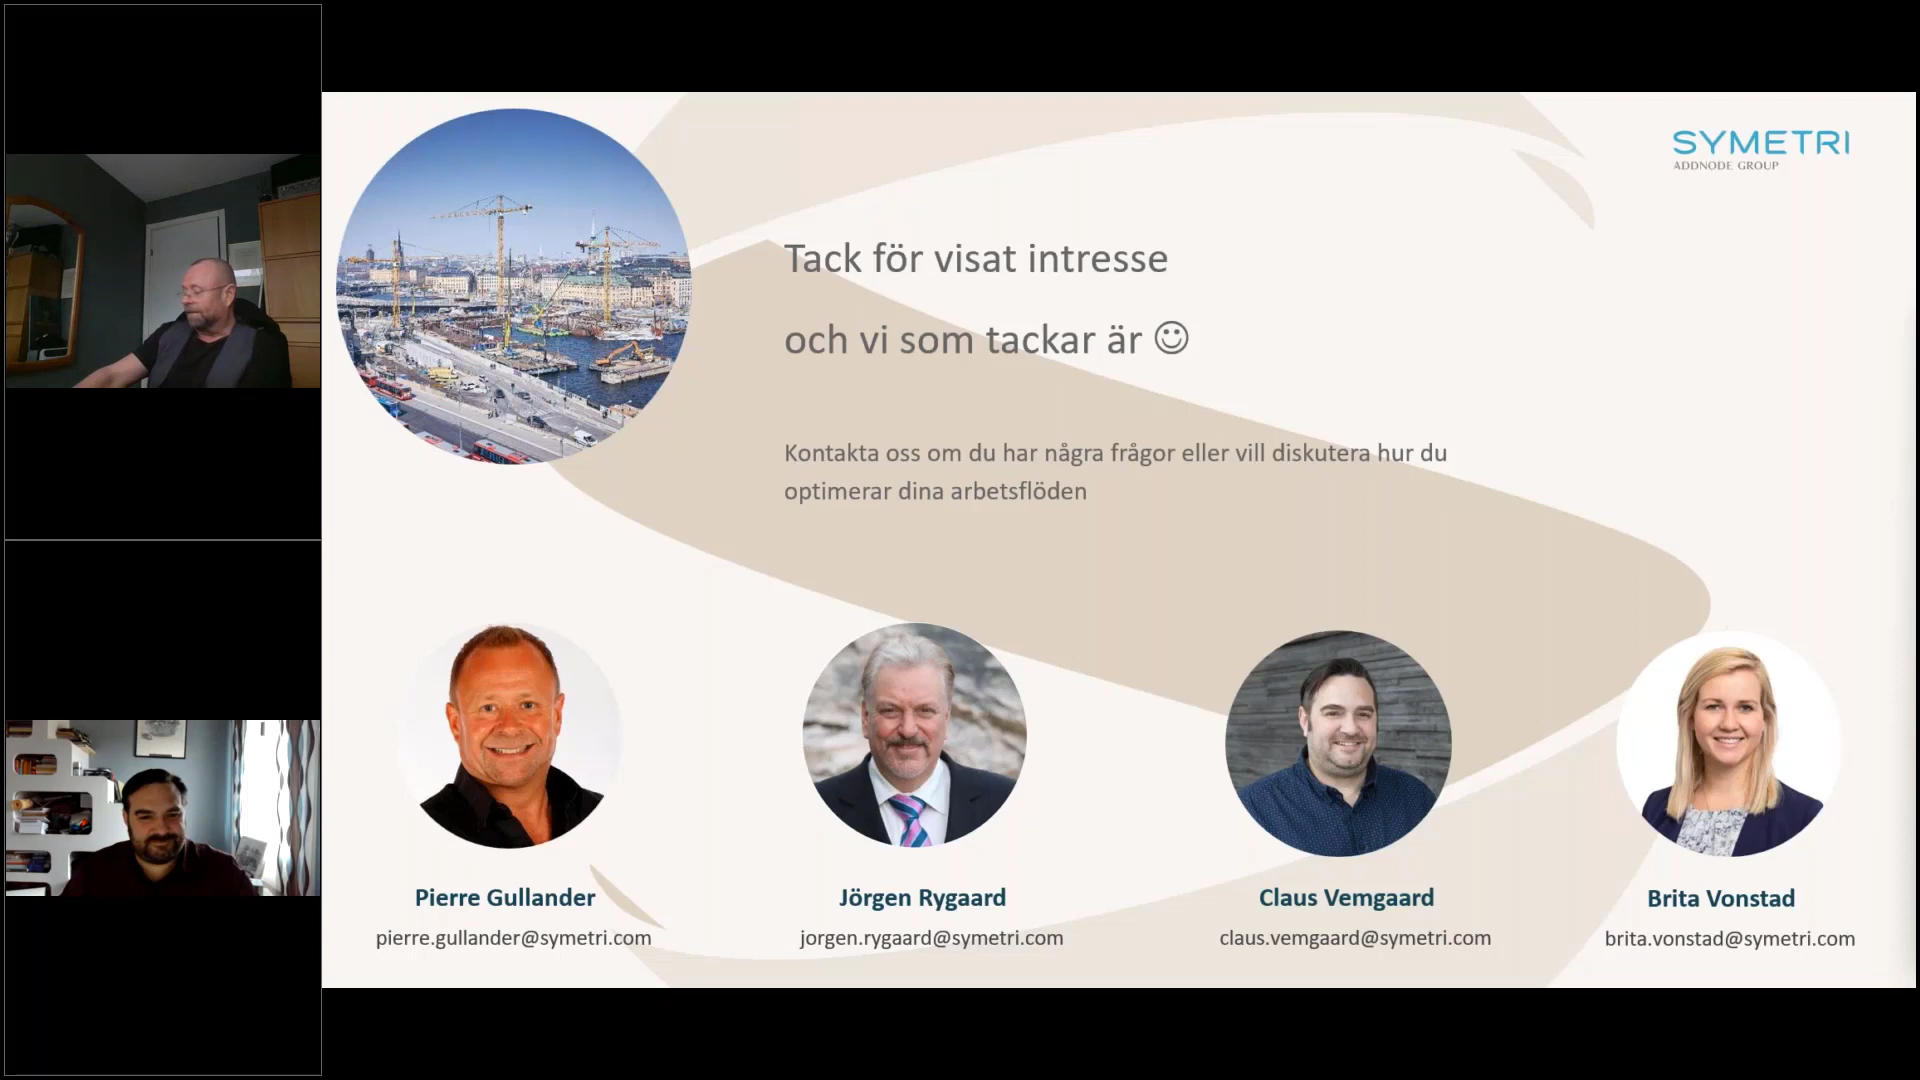 SYMETRI
ADDNODE GROUP
Tack för visat intresse
och vi som tackar är ☺
Kontakta oss om du har några frågor eller vill diskutera hur du
optimerar dina arbetsflöden
Pierre Gullander
pierre.gullander@symetri.com
Jörgen Rygaard
jorgen.rygaard@symetri.com
Claus Vemgaard
claus.vemgaard@symetri.com
Brita Vonstad
brita.vonstad@symetri.com